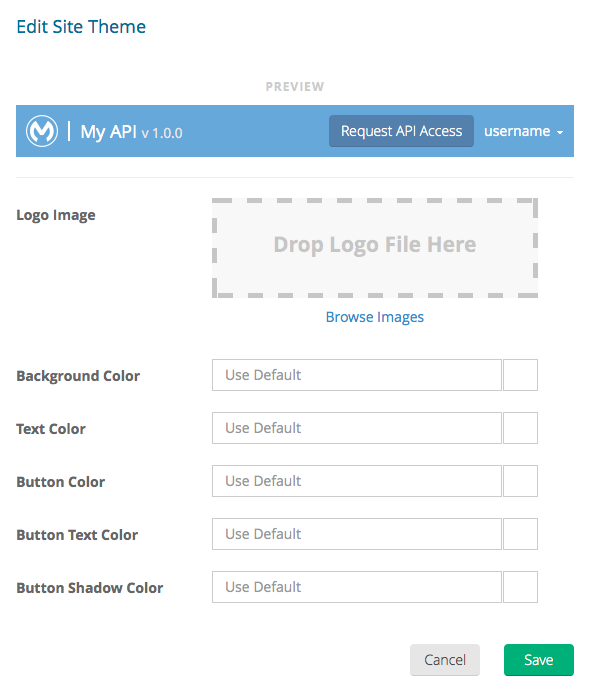 Edit Site Theme
PREVIEW
My API v 1.0.0 Request API Access username
Logo Image Drop Logo File Here
Browse Images
Background Color Use Default
Text Color Use Default
Button Color Use Default
Button Text Color Use Default
Button Shadow Color Use Default
Cancel Save